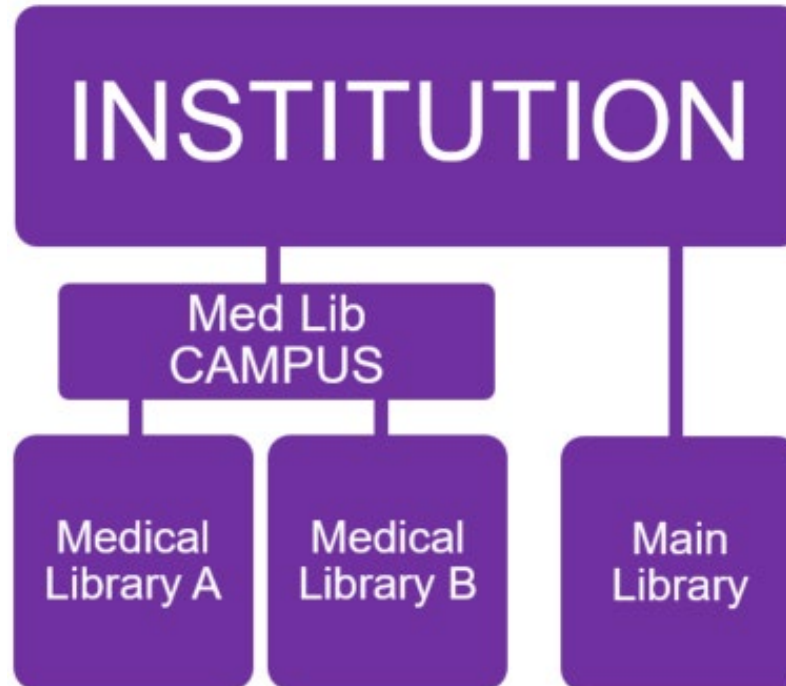 INSTITUTION
Med Lib
CAMPUS
Medical
Library A
Medical
Library B
Main
Library